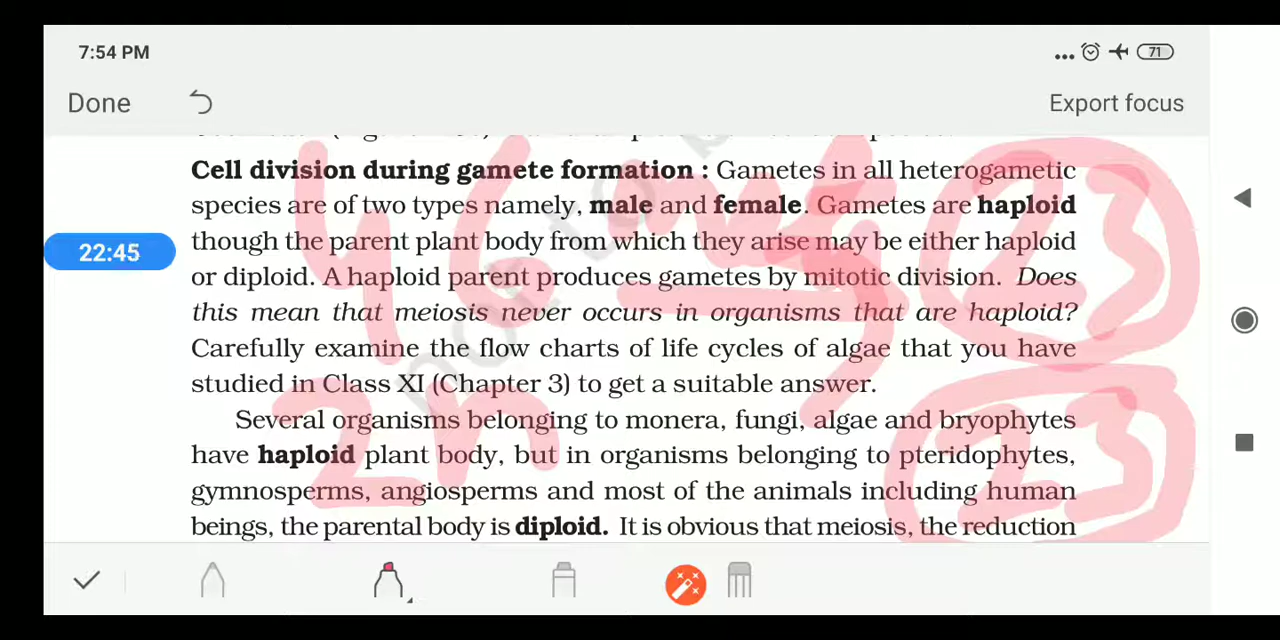 7:54 PM
71
Done
Export focus
Cell division during gamete formation : Gametes in all heterogametic
species are of two types namely, male and female. Gametes are haploid
though the parent plant body from which they arise may be either haploid
22:45
or diploid. A haploid parent produces gametes by mitotic division. Does
this mean that meiosis never occurs in organisms that are haploid?
Carefully examine the flow charts of life cycles of algae that you have
studied in Class XI (Chapter 3) to get a suitable answer.
Several organisms belonging to monera, fungi, algae and bryophytes
have haploid plant body, but in organisms belonging to pteridophytes,
gymnosperms, angiosperms and most of the animals including human
beings, the parental body is diploid. It is obvious that meiosis, the reduction
46
23
2n
23